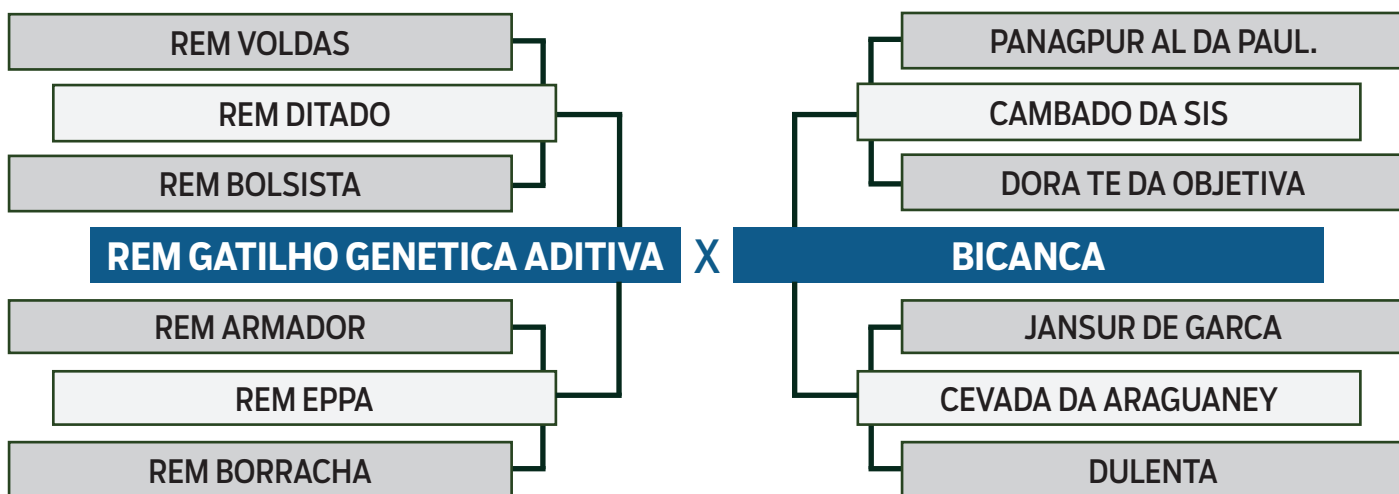 REM VOLDAS
PANAGPUR AL DA PAUL.
REM DITADO
CAMBADO DA SIS
REM BOLSISTA
DORA TE DA OBJETIVA
REM GATILHO GENETICA ADITIVA X BICANCA
REM ARMADOR
JANSUR DE GARCA
REM EPPA
CEVADA DA ARAGUANEY
REM BORRACHA
DULENTA